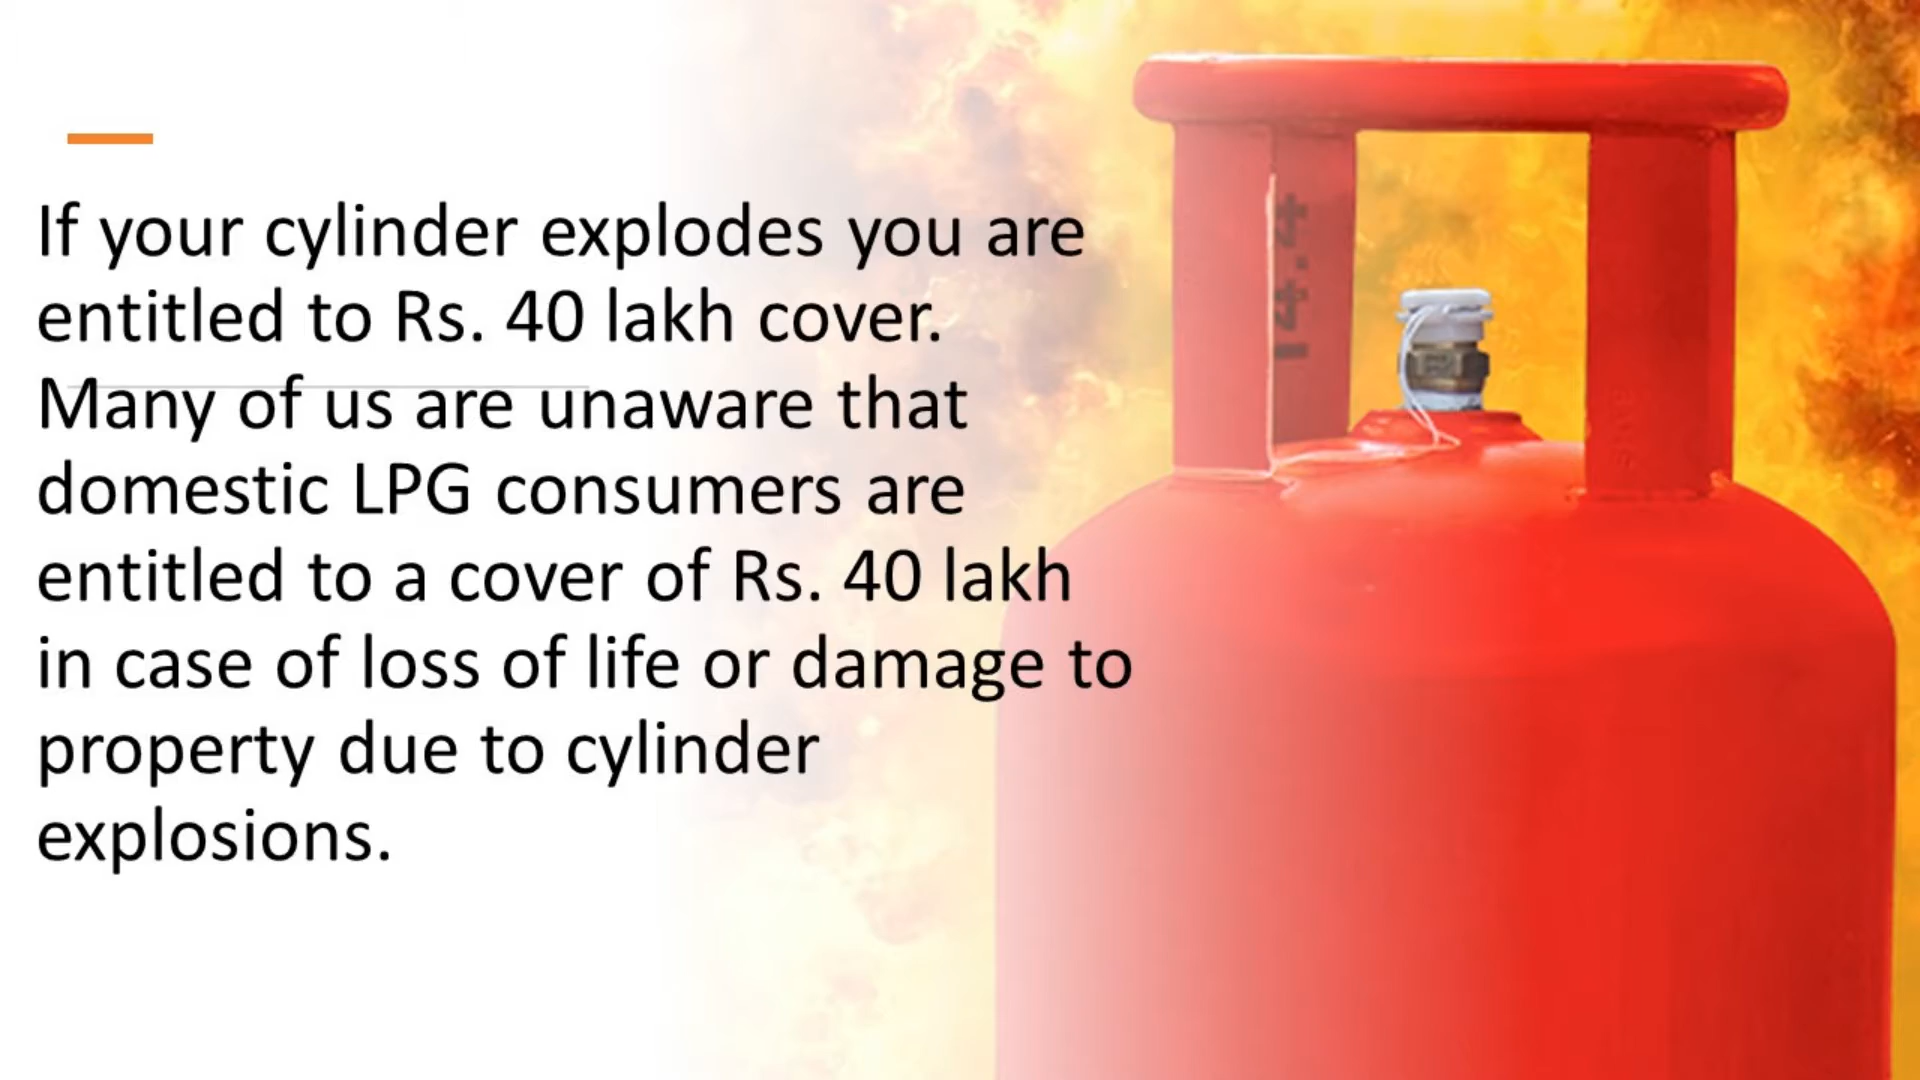 If your cylinder explodes you are
entitled to Rs. 40 lakh cover.
Many of us are unaware that
domestic LPG consumers are
entitled to a cover of Rs. 40 lakh
in case of loss of life or damage to
property due to cylinder
explosions.
14.4